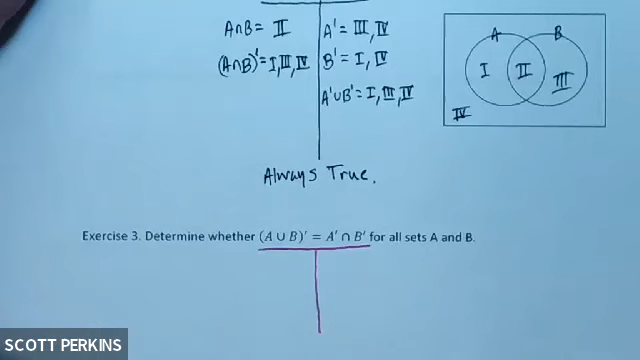 A∩B = II
A' = III, IV
(A∩B)' = I, III, IV
B' = I, IV
A'∪B' = I, III, IV
A B
I II III
IV
Always True.
Exercise 3. Determine whether (A ∪ B)′ = A′ ∩ B′ for all sets A and B.
SCOTT PERKINS